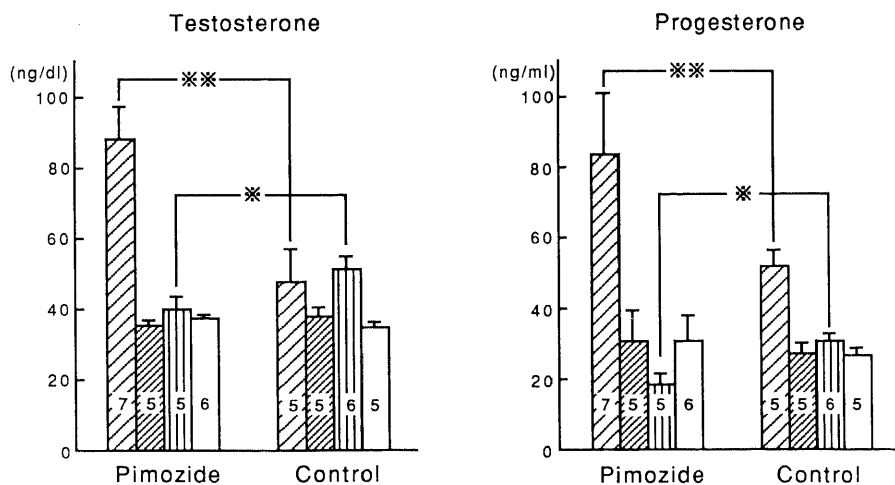 Testosterone
(ng/dl)
100
80
60
40
20
0
※※
※
7 5 5 6
5 5 6 5
Pimozide Control
Progesterone
(ng/ml)
100
80
60
40
20
0
※※
※
7 5 5 6
5 5 6 5
Pimozide Control